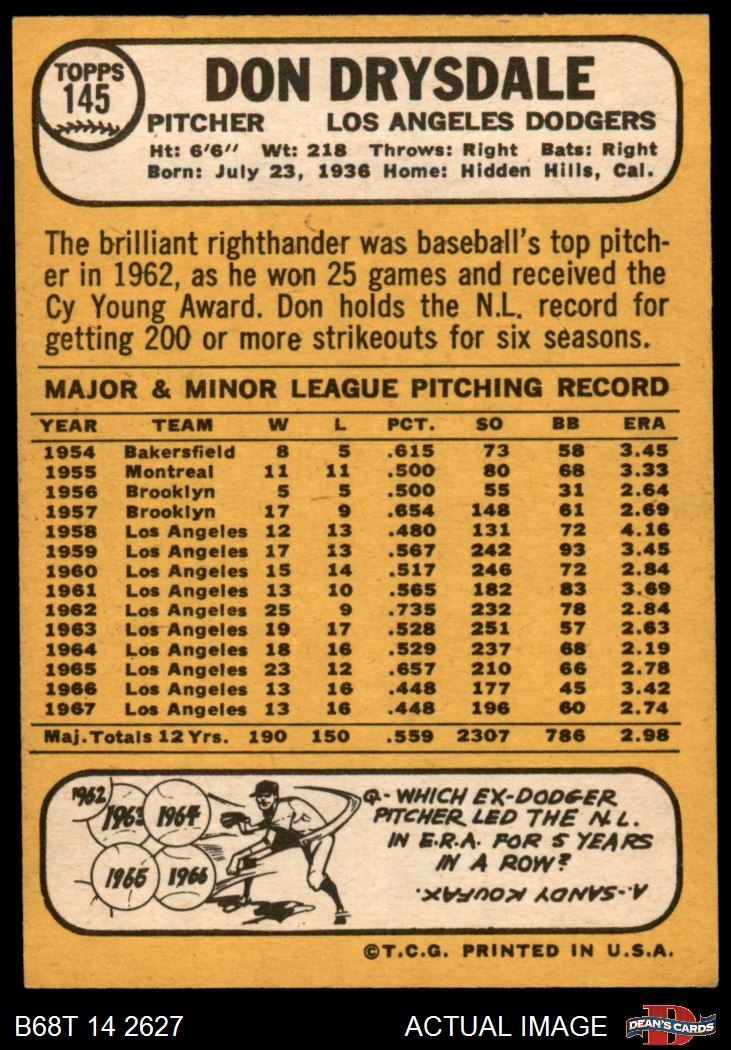 TOPPS
145
DON DRYSDALE
PITCHER LOS ANGELES DODGERS
Ht: 6'6" Wt: 218 Throws: Right Bats: Right
Born: July 23, 1936 Home: Hidden Hills, Cal.
The brilliant righthander was baseball's top pitch-
er in 1962, as he won 25 games and received the
Cy Young Award. Don holds the N.L. record for
getting 200 or more strikeouts for six seasons.
MAJOR & MINOR LEAGUE PITCHING RECORD
YEAR TEAM W L PCT. SO BB ERA
1954 Bakersfield 8 5 .615 73 58 3.45
1955 Montreal 11 11 .500 80 68 3.33
1956 Brooklyn 5 5 .500 55 31 2.64
1957 Brooklyn 17 9 .654 148 61 2.69
1958 Los Angeles 12 13 .480 131 72 4.16
1959 Los Angeles 17 13 .567 242 93 3.45
1960 Los Angeles 15 14 .517 246 72 2.84
1961 Los Angeles 13 10 .565 182 83 3.69
1962 Los Angeles 25 9 .735 232 78 2.84
1963 Los Angeles 19 17 .528 251 57 2.63
1964 Los Angeles 18 16 .529 237 68 2.19
1965 Los Angeles 23 12 .657 210 66 2.78
1966 Los Angeles 13 16 .448 177 45 3.42
1967 Los Angeles 13 16 .448 196 60 2.74
Maj. Totals 12 Yrs. 190 150 .559 2307 786 2.98
1962
1963 1964
1965 1966
Q- WHICH EX-DODGER
PITCHER LED THE N.L.
IN E.R.A. FOR 5 YEARS
IN A ROW?
A. SANDY KOUFAX.
©T.C.G. PRINTED IN U.S.A.
B68T 14 2627 ACTUAL IMAGE
DEAN'S CARDS